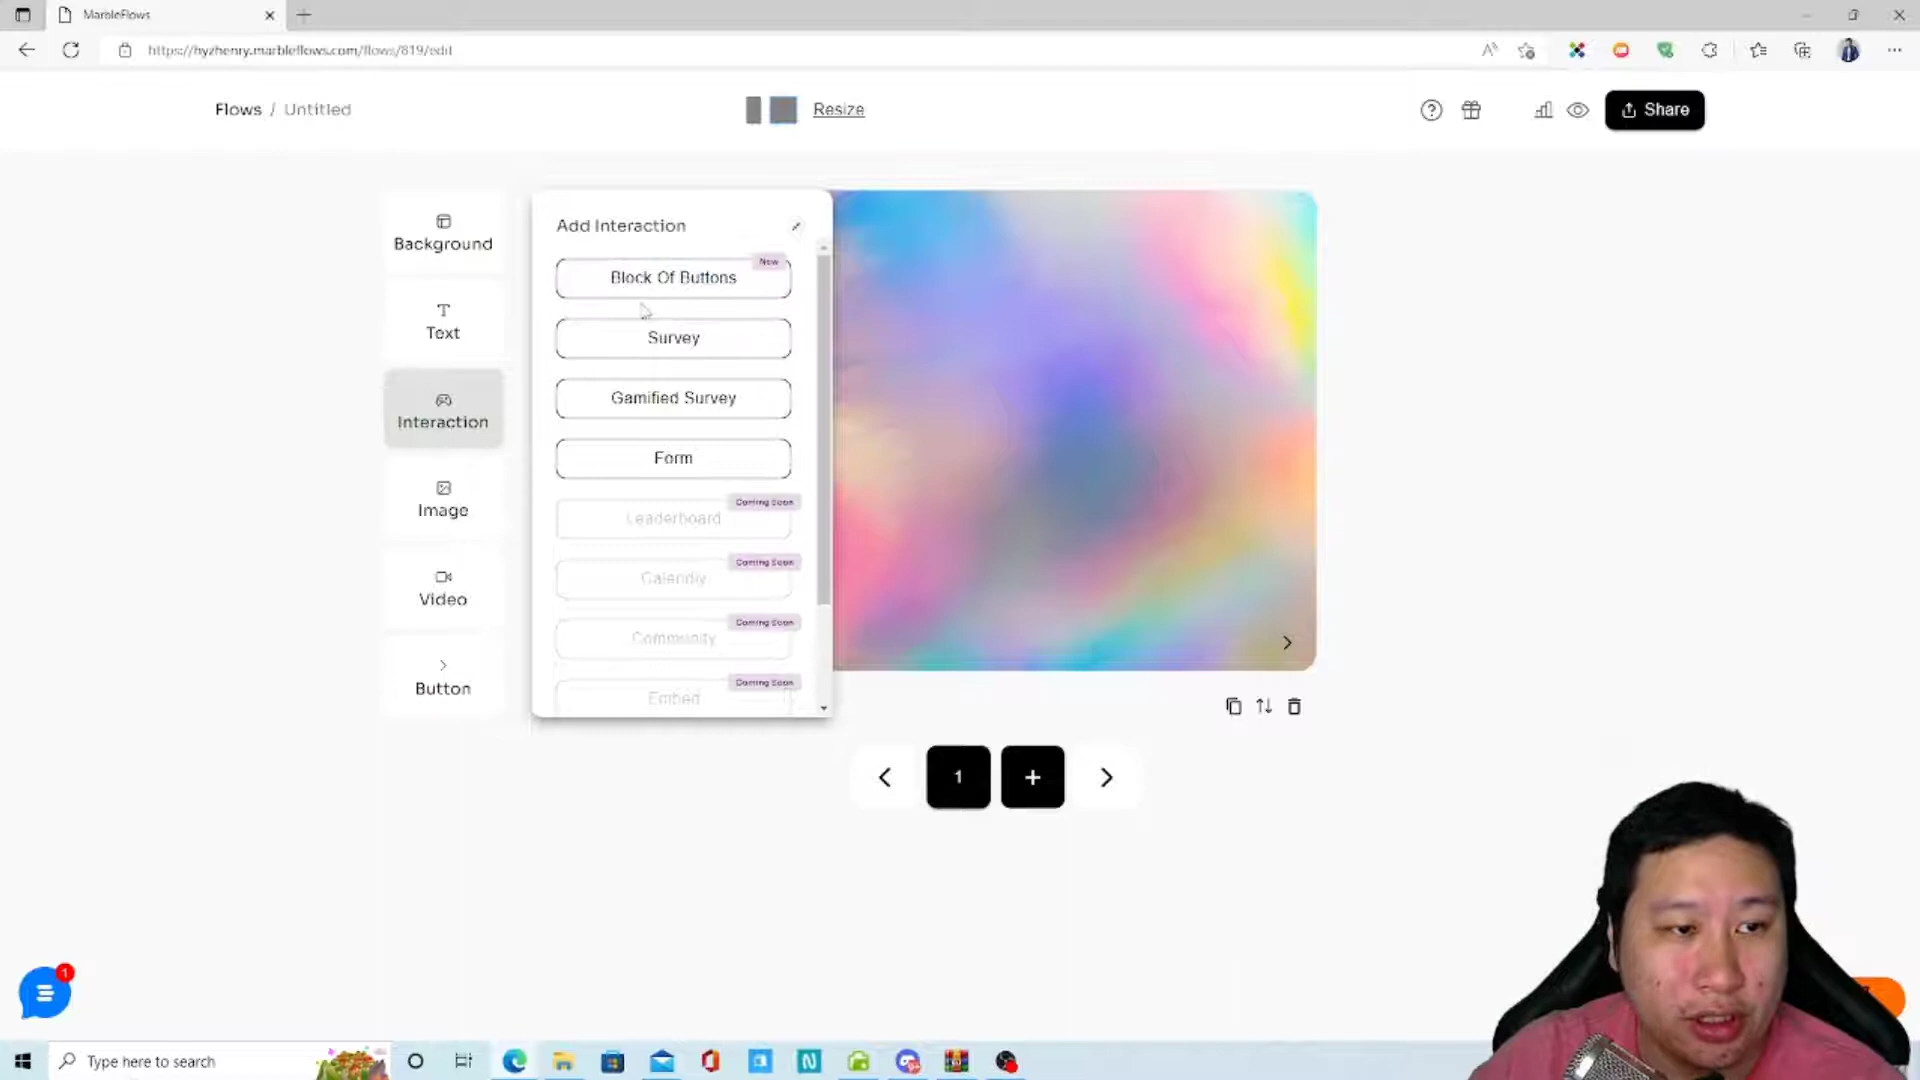 MarbleFlows
https://hyzhenry.marbleflows.com/flows/819/edit
Flows / Untitled
Resize
Share
Background
Text
Interaction
Image
Video
Button
Add Interaction
New
Block Of Buttons
Survey
Gamified Survey
Form
Coming Soon
Leaderboard
Coming Soon
Calendly
Coming Soon
Community
Coming Soon
Embed
1
1
Type here to search